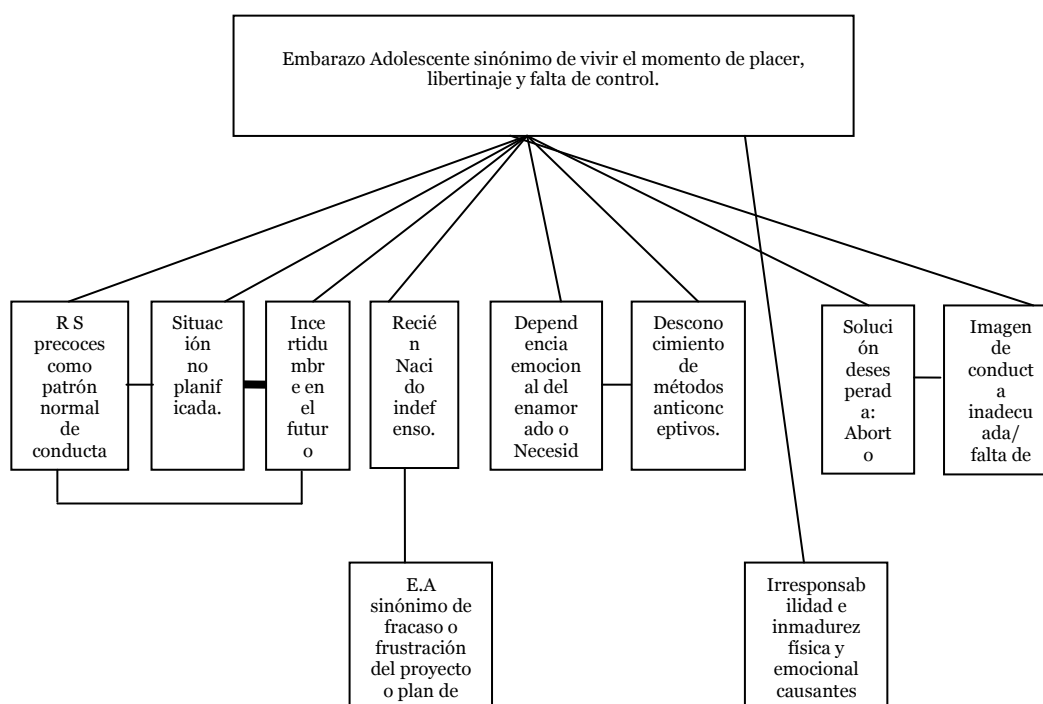 Embarazo Adolescente sinónimo de vivir el momento de placer,
libertinaje y falta de control.
R S
precoces
como
patrón
normal
de
conducta
Situac
ión
no
planif
icada.
Ince
rtidu
mbr
e en
el
futur
o
Recié
n
Naci
do
indef
enso.
Depend
encia
emocion
al del
enamor
ado o
Necesid
Descono
cimiento
de
métodos
anticonc
eptivos.
Soluci
ón
deses
perad
a:
Abort
o
Imagen
de
conduct
a
inadecu
ada/
falta de
E.A
sinónimo de
fracaso o
frustración
del proyecto
o plan de
Irresponsab
ilidad e
inmadurez
física y
emocional
causantes